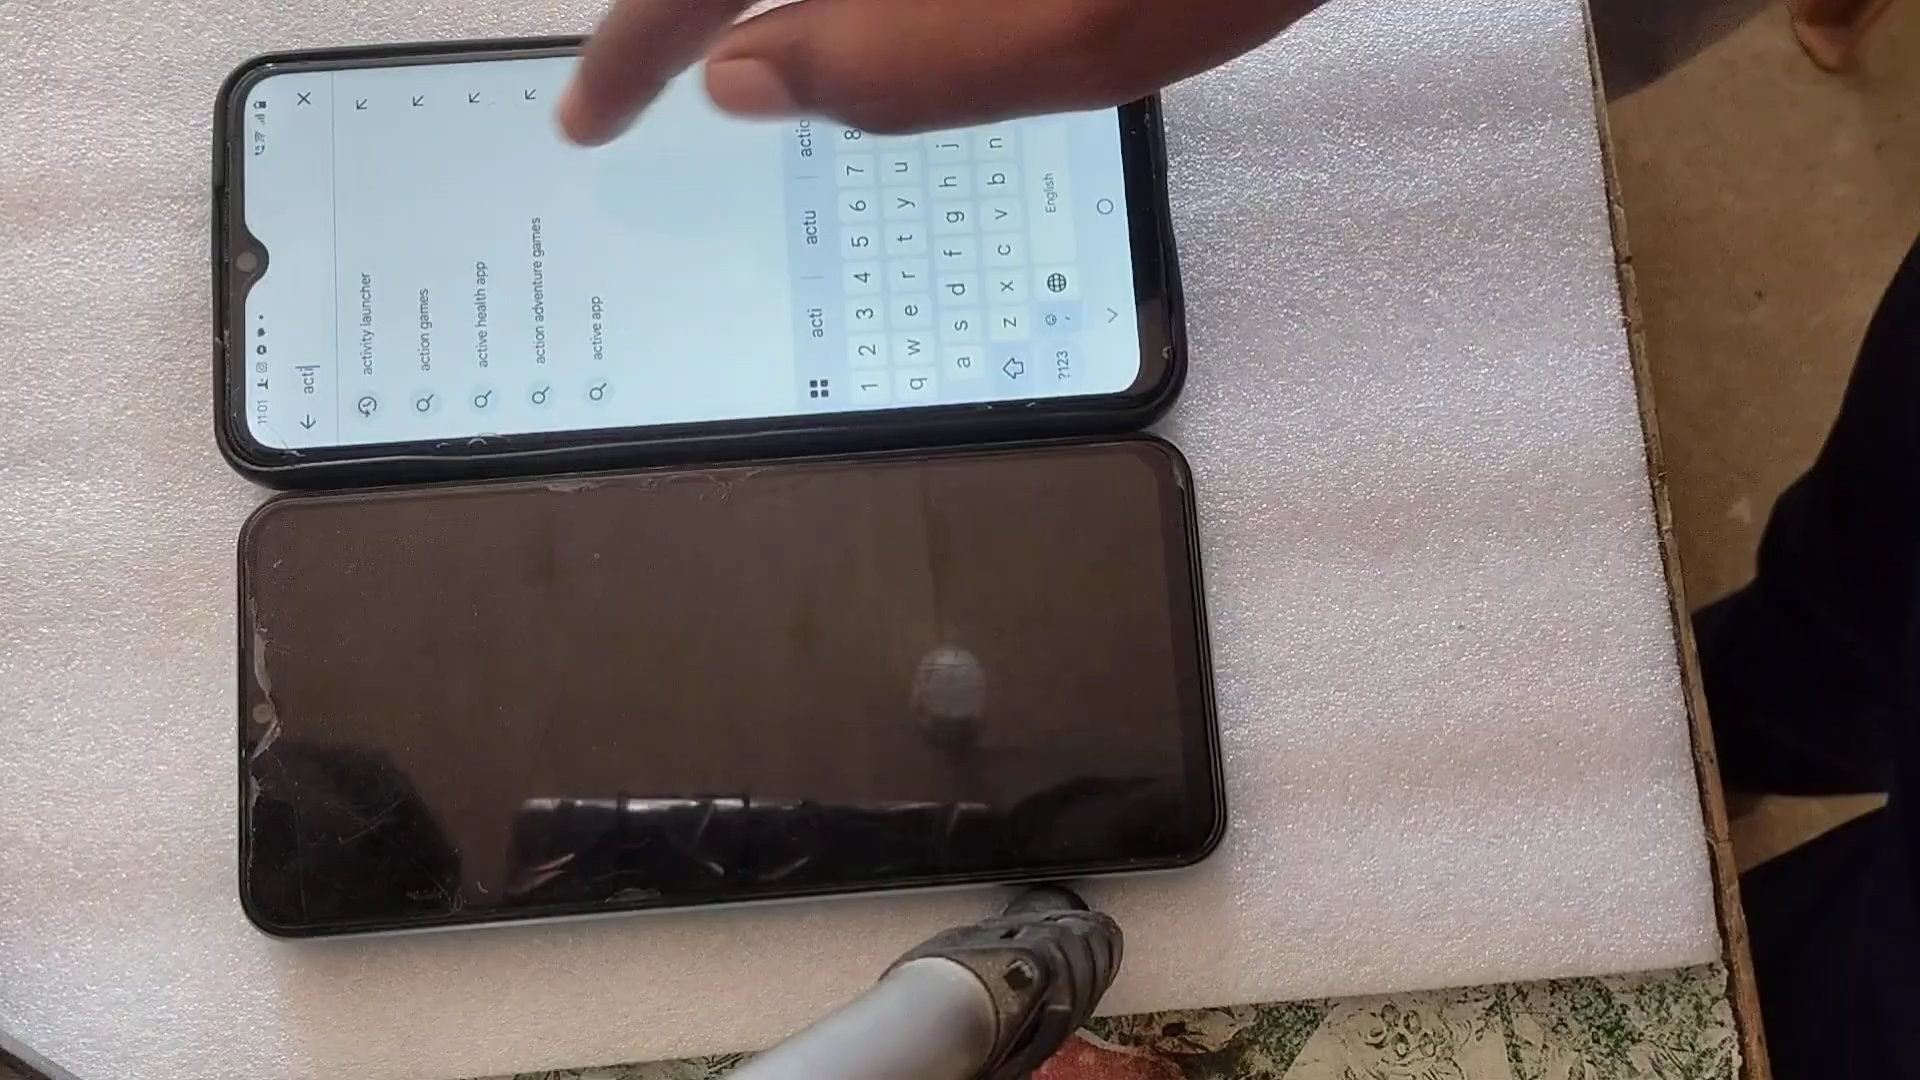 11:01
acti
activity launcher
action games
active health app
action adventure games
active app
acti actu
1 2 3 4 5 6 7 8
q w e r t y u
a s d f g h j
z x c v b n
?123 , English